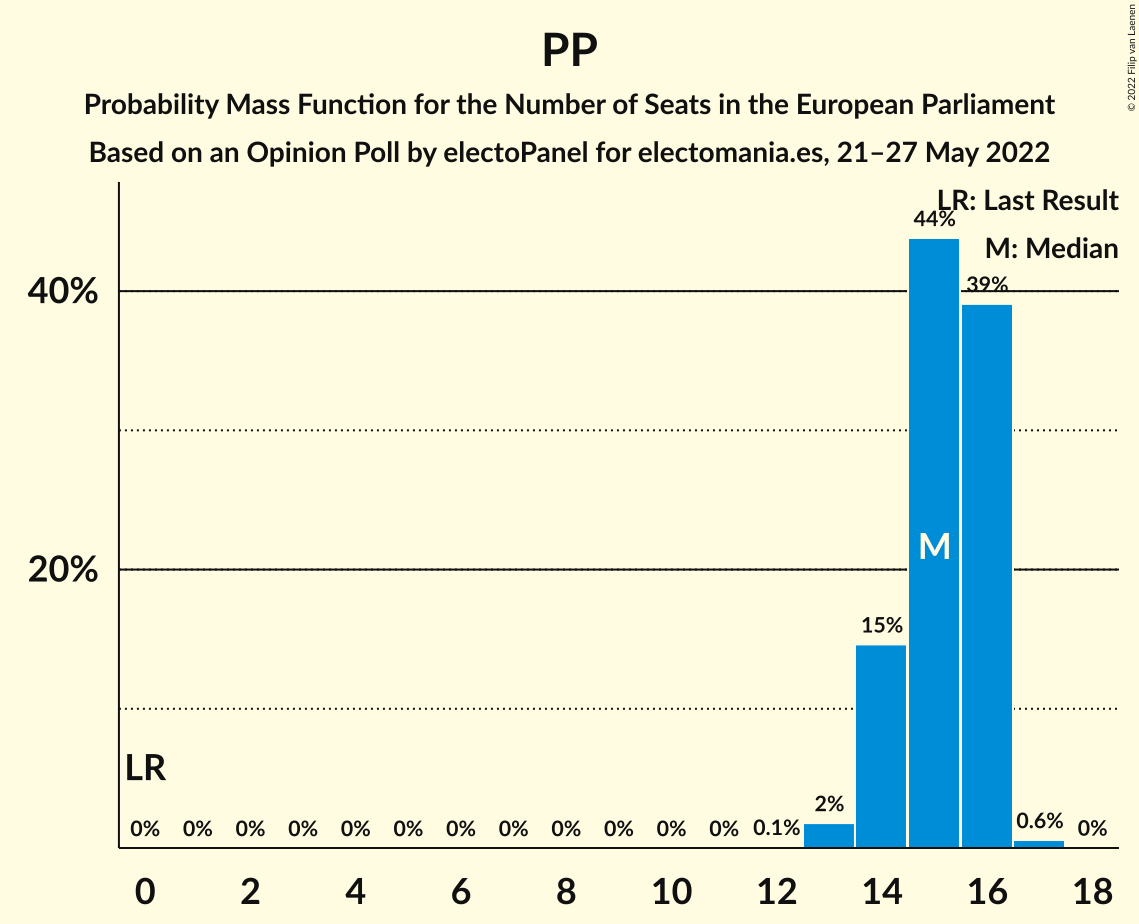 PP
Probability Mass Function for the Number of Seats in the European Parliament
Based on an Opinion Poll by electoPanel for electomania.es, 21–27 May 2022
© 2022 Filip van Laenen
LR: Last Result
M: Median
40%
20%
44%
39%
M
15%
LR
0% 0% 0% 0% 0% 0% 0% 0% 0% 0% 0% 0% 0.1% 2% 0.6% 0%
0 2 4 6 8 10 12 14 16 18